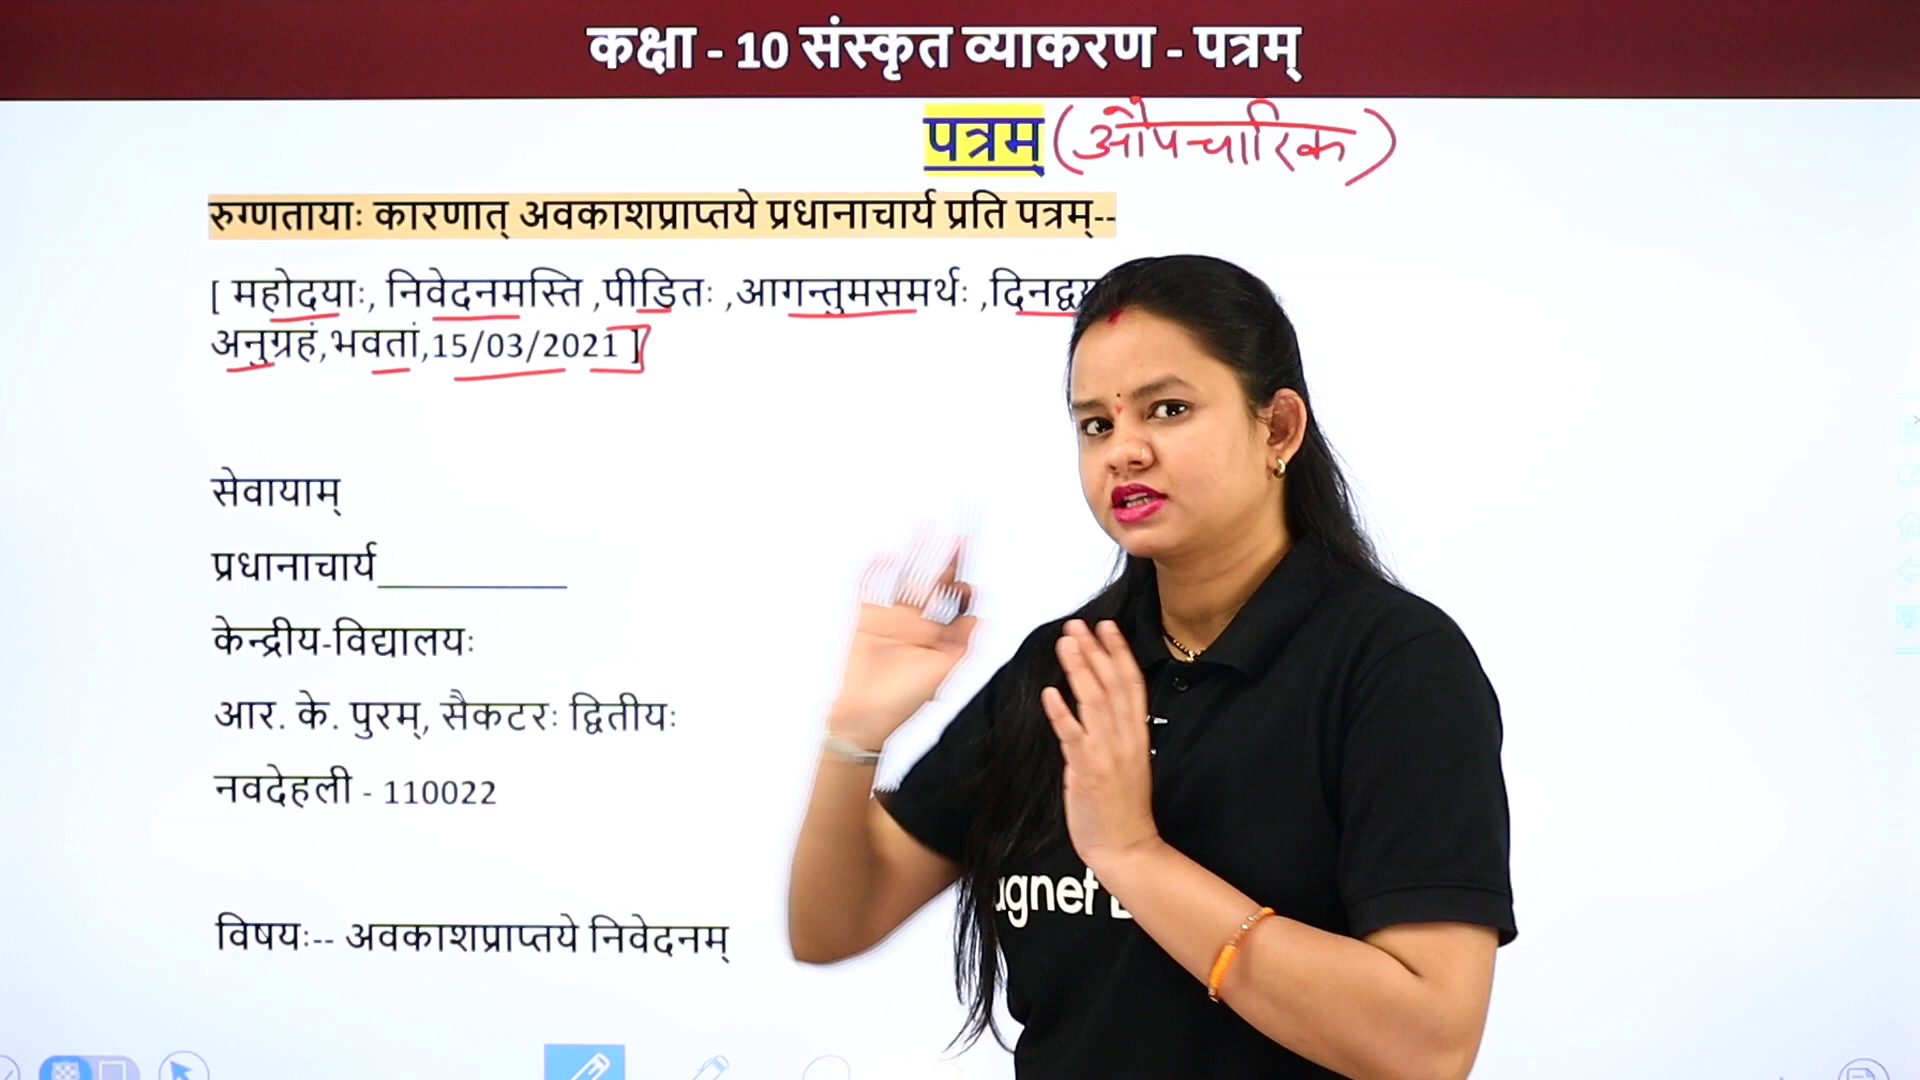 कक्षा - 10 संस्कृत व्याकरण - पत्रम्
पत्रम् (औपचारिक)
रुग्णतायाः कारणात् अवकाशप्राप्तये प्रधानाचार्य प्रति पत्रम्--
[ महोदयाः, निवेदनमस्ति ,पीडितः ,आगन्तुमसमर्थः
अनुग्रहं,भवतां,15/03/2021 ]
सेवायाम्
प्रधानाचार्य__________
केन्द्रीय-विद्यालयः
आर. के. पुरम्, सैकटरः द्वितीयः
नवदेहली - 110022
विषयः-- अवकाशप्राप्तये निवेदनम्